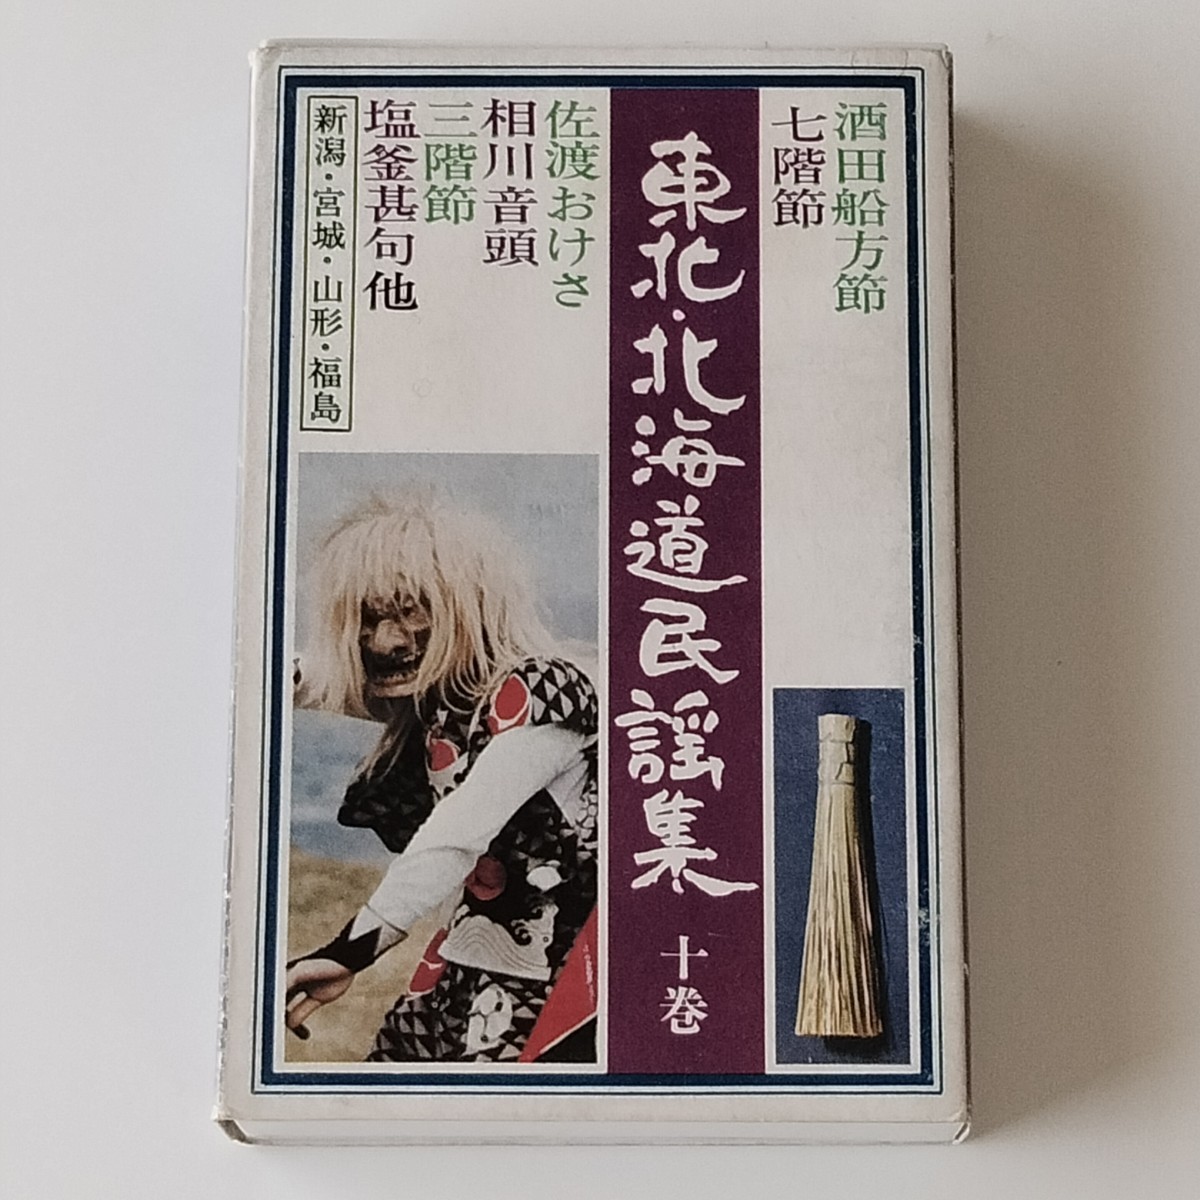 酒田船方節
七階節
東北・北海道民謡集 十巻
佐渡おけさ
相川音頭
三階節
塩釜甚句他
新潟・宮城・山形・福島